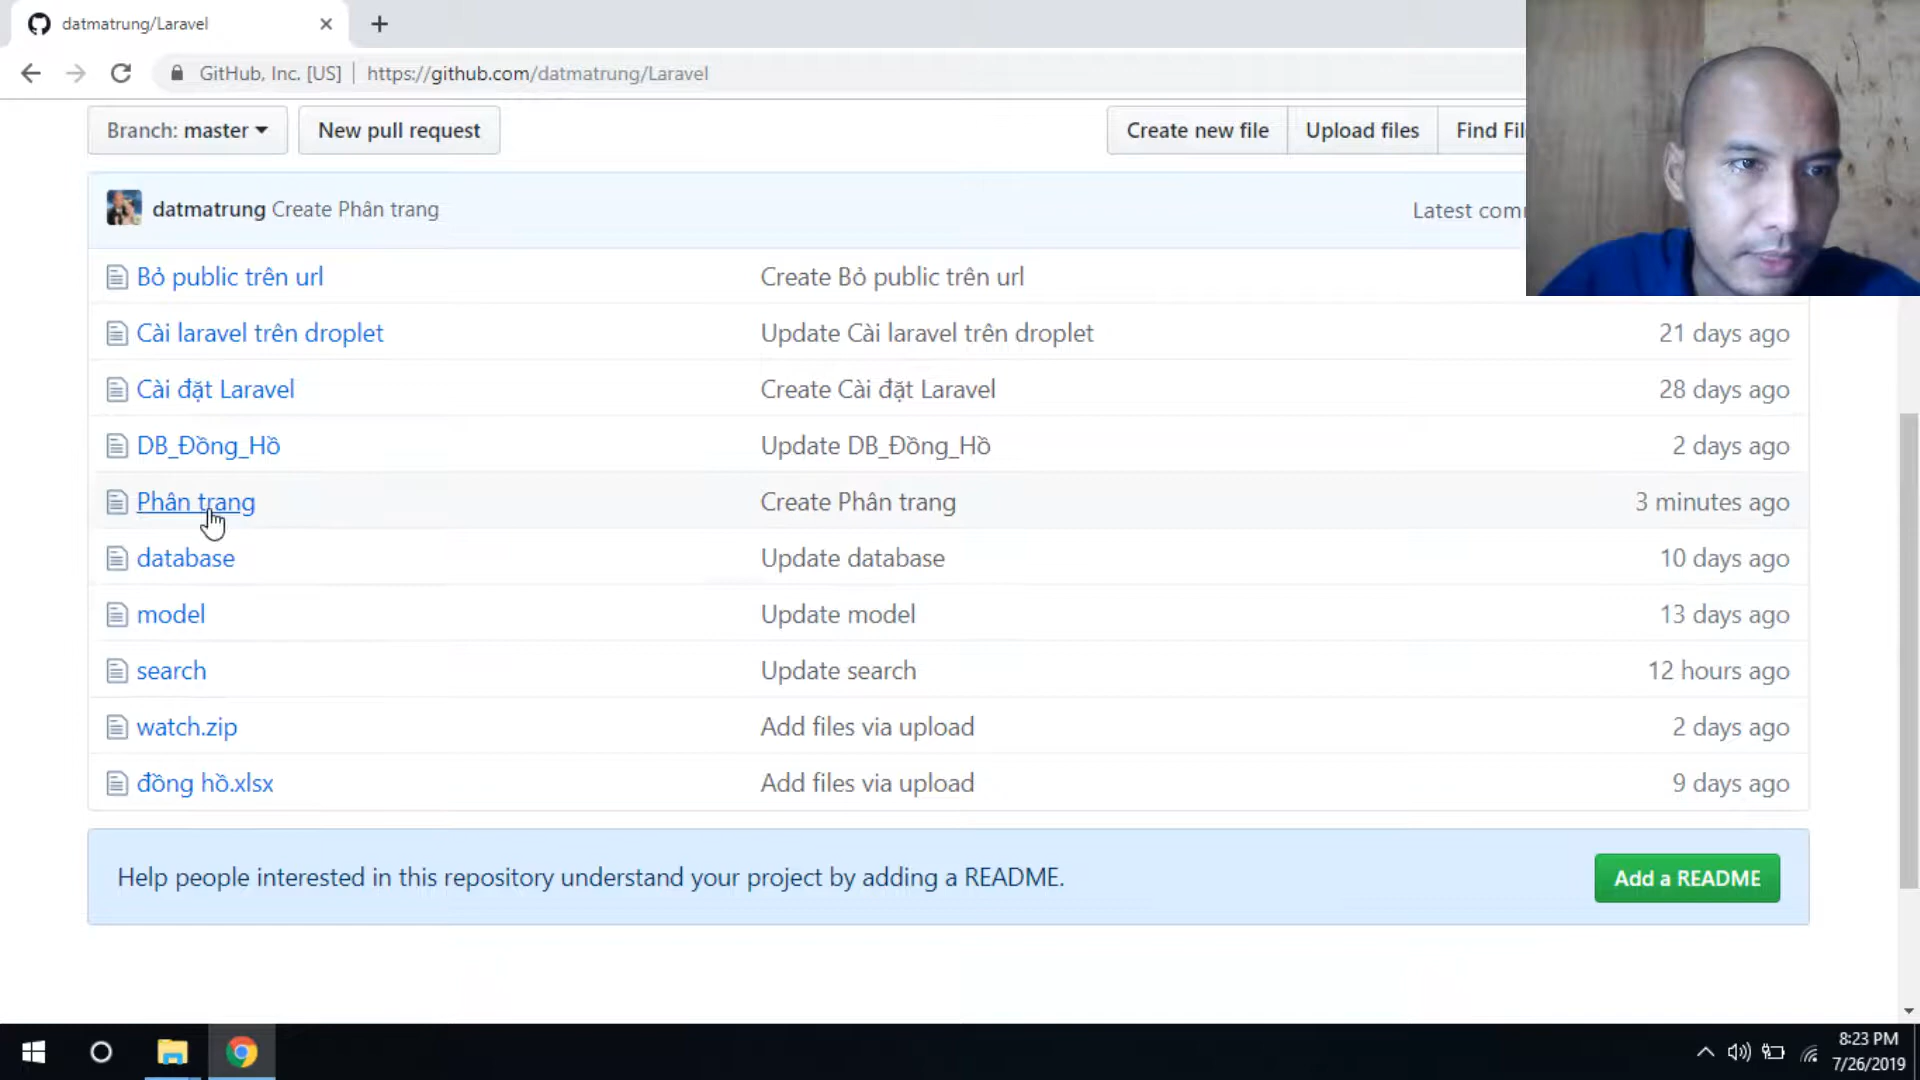 datmatrung/Laravel
GitHub, Inc. [US] | https://github.com/datmatrung/Laravel
Branch: master
New pull request
Create new file
Upload files
Find Fil
datmatrung Create Phân trang
Latest com
Bỏ public trên url
Create Bỏ public trên url
Cài laravel trên droplet
Update Cài laravel trên droplet
21 days ago
Cài đặt Laravel
Create Cài đặt Laravel
28 days ago
DB_Đồng_Hồ
Update DB_Đồng_Hồ
2 days ago
Phân trang
Create Phân trang
3 minutes ago
database
Update database
10 days ago
model
Update model
13 days ago
search
Update search
12 hours ago
watch.zip
Add files via upload
2 days ago
đồng hồ.xlsx
Add files via upload
9 days ago
Help people interested in this repository understand your project by adding a README.
Add a README
8:23 PM
7/26/2019